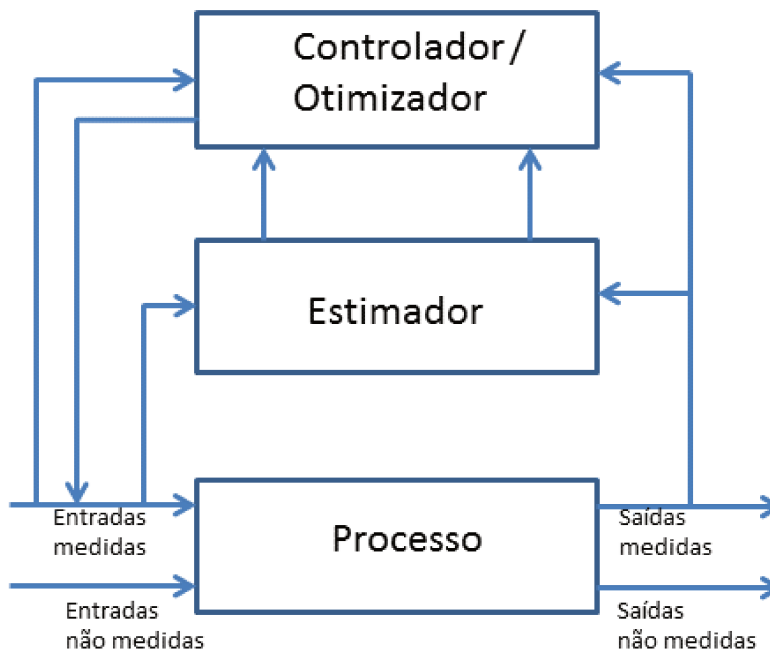 Controlador /
Otimizador
Estimador
Processo
Entradas
medidas
Saídas
medidas
Entradas
não medidas
Saídas
não medidas